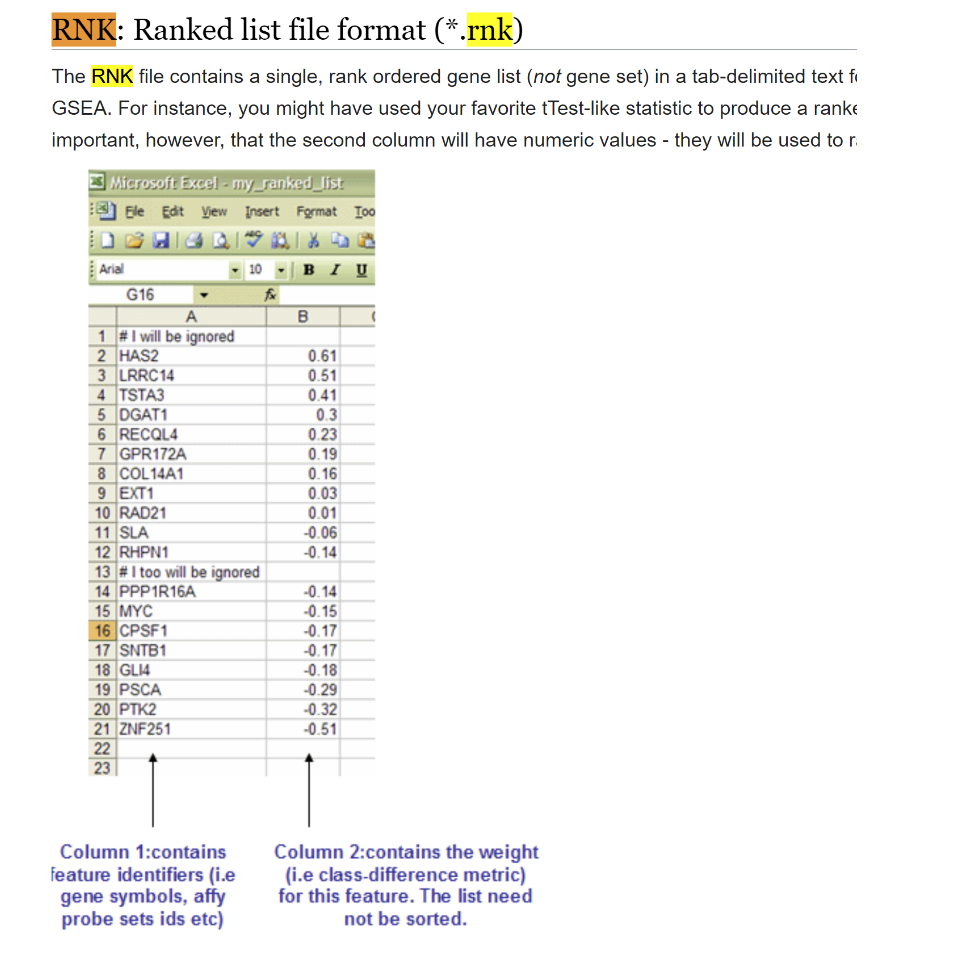 RNK: Ranked list file format (*.rnk)
The RNK file contains a single, rank ordered gene list (not gene set) in a tab-delimited text
GSEA. For instance, you might have used your favorite tTest-like statistic to produce a
important, however, that the second column will have numeric values - they will be used to
Microsoft Excel - my_ranked_list
File Edit View Insert Format
Arial 10 B I U
G16 fx
A B
1 # I will be ignored
2 HAS2 0.61
3 LRRC14 0.51
4 TSTA3 0.41
5 DGAT1 0.3
6 RECQL4 0.23
7 GPR172A 0.19
8 COL14A1 0.16
9 EXT1 0.03
10 RAD21 0.01
11 SLA -0.06
12 RHPN1 -0.14
13 # I too will be ignored
14 PPP1R16A -0.14
15 MYC -0.15
16 CPSF1 -0.17
17 SNTB1 -0.17
18 GLI4 -0.18
19 PSCA -0.29
20 PTK2 -0.32
21 ZNF251 -0.51
22
23
Column 1:contains
feature identifiers (i.e
gene symbols, affy
probe sets ids etc)
Column 2:contains the weight
(i.e class-difference metric)
for this feature. The list need
not be sorted.